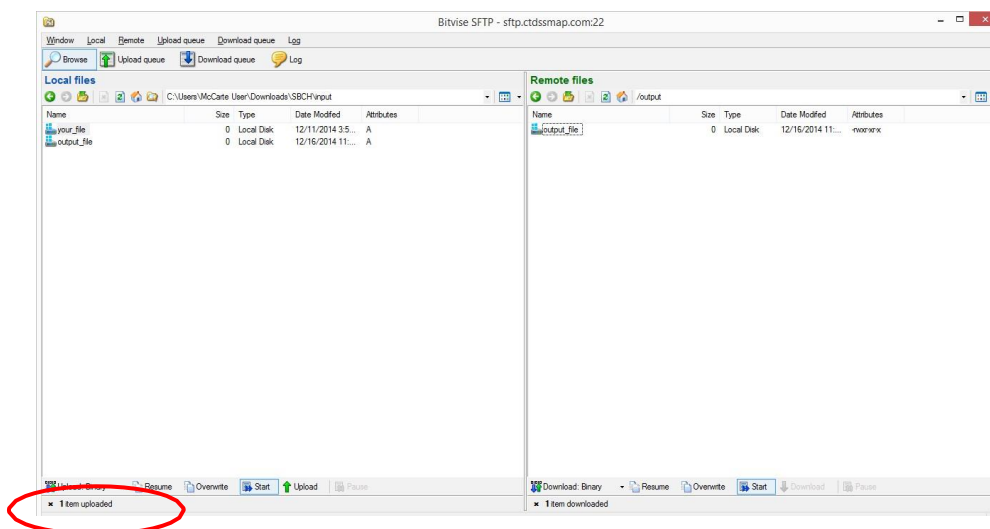 Bitvise SFTP - sftp.ctdssmap.com:22
Window Local Remote Upload queue Download queue Log
Browse Upload queue Download queue Log
Local files
C:\Users\McCarte User\Downloads\SBCH\input
Name Size Type Date Modified Attributes
your_file 0 Local Disk 12/11/2014 3:5... A
output_file 0 Local Disk 12/16/2014 11:... A
Upload: Binary Resume Overwrite Start Upload Pause
1 item uploaded
Remote files
/output
Name Size Type Date Modified Attributes
output_file 0 Local Disk 12/16/2014 11:... -rwxr-xr-x
Download: Binary Resume Overwrite Start Download Pause
1 item downloaded